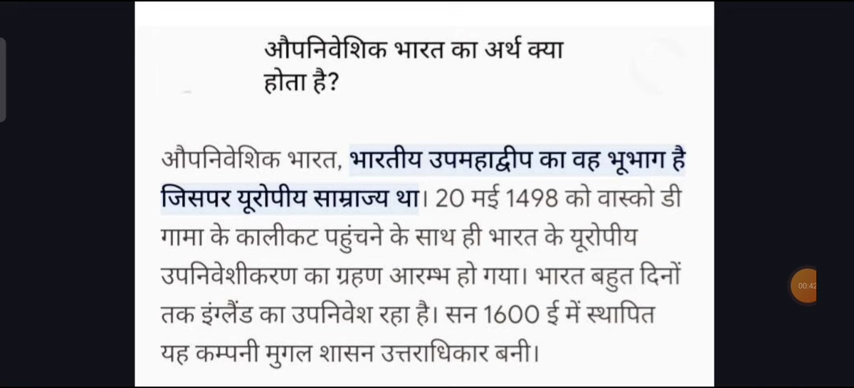 औपनिवेशिक भारत का अर्थ क्या
होता है?
औपनिवेशिक भारत, भारतीय उपमहाद्वीप का वह भूभाग है
जिसपर यूरोपीय साम्राज्य था। 20 मई 1498 को वास्को डी
गामा के कालीकट पहुंचने के साथ ही भारत के यूरोपीय
उपनिवेशीकरण का ग्रहण आरम्भ हो गया। भारत बहुत दिनों
तक इंग्लैंड का उपनिवेश रहा है। सन 1600 ई में स्थापित
यह कम्पनी मुगल शासन उत्तराधिकार बनी।